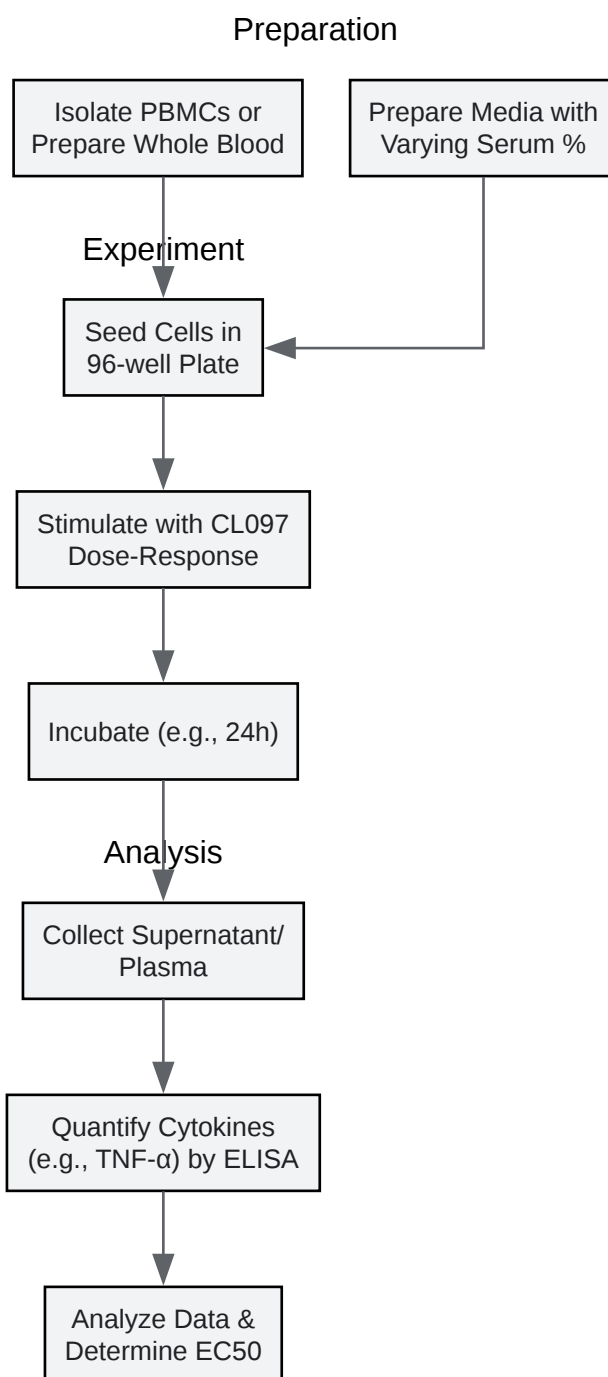 Preparation
Isolate PBMCs or
Prepare Whole Blood
Prepare Media with
Varying Serum %
Experiment
Seed Cells in
96-well Plate
Stimulate with CL097
Dose-Response
Incubate (e.g., 24h)
Analysis
Collect Supernatant/
Plasma
Quantify Cytokines
(e.g., TNF-α) by ELISA
Analyze Data &
Determine EC50